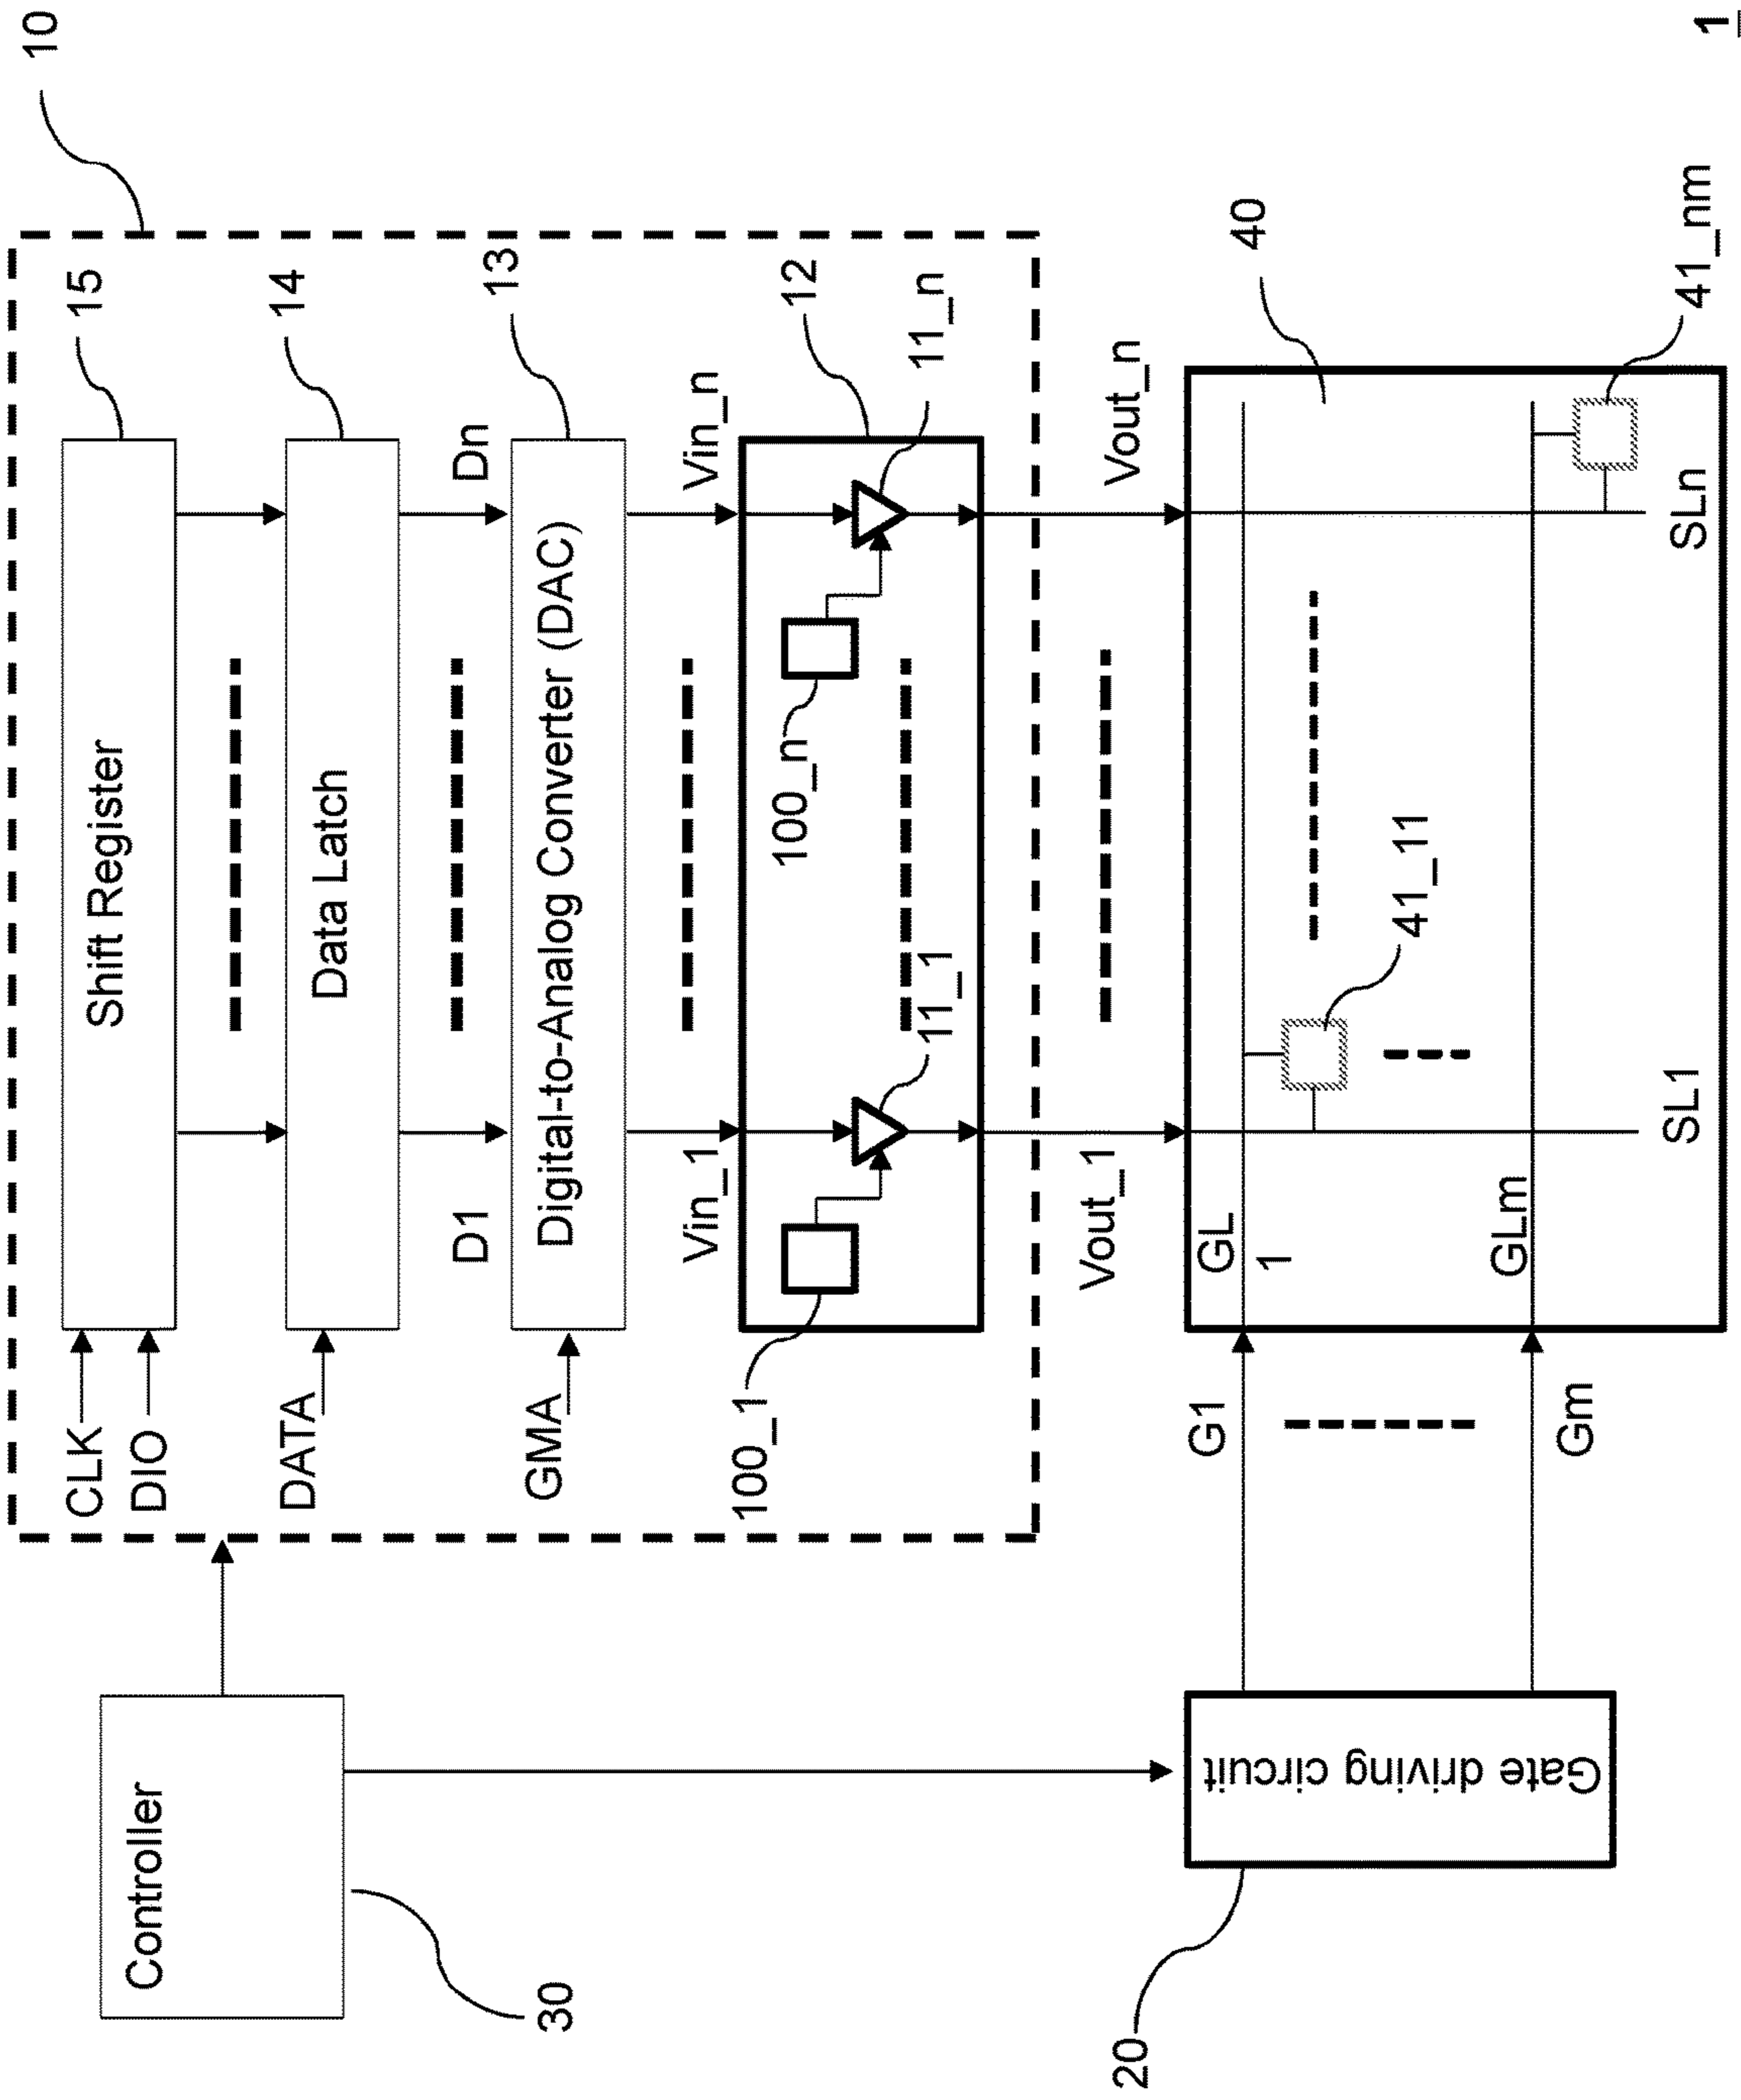 10
Controller
30
CLK
DIO
Shift Register
15
DATA
Data Latch
14
D1
Dn
GMA
Digital-to-Analog Converter (DAC)
13
Vin_1
Vin_n
100_1
100_n
12
11_1
11_n
Vout_1
Vout_n
20
Gate driving circuit
G1
GL
1
40
41_11
Gm
GLm
41_nm
SL1
SLn
1